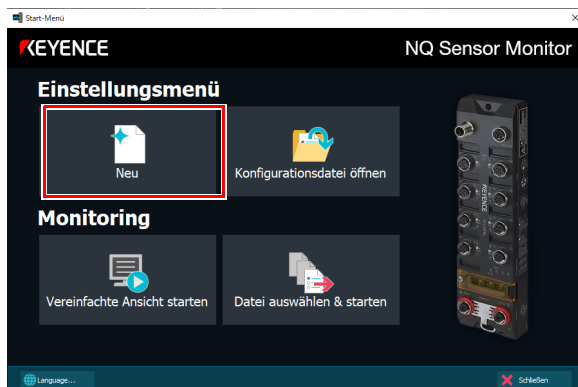 Start-Menü
KEYENCE
NQ Sensor Monitor
Einstellungsmenü
Neu
Konfigurationsdatei öffnen
Monitoring
Vereinfachte Ansicht starten
Datei auswählen & starten
KEYENCE
Language...
Schließen